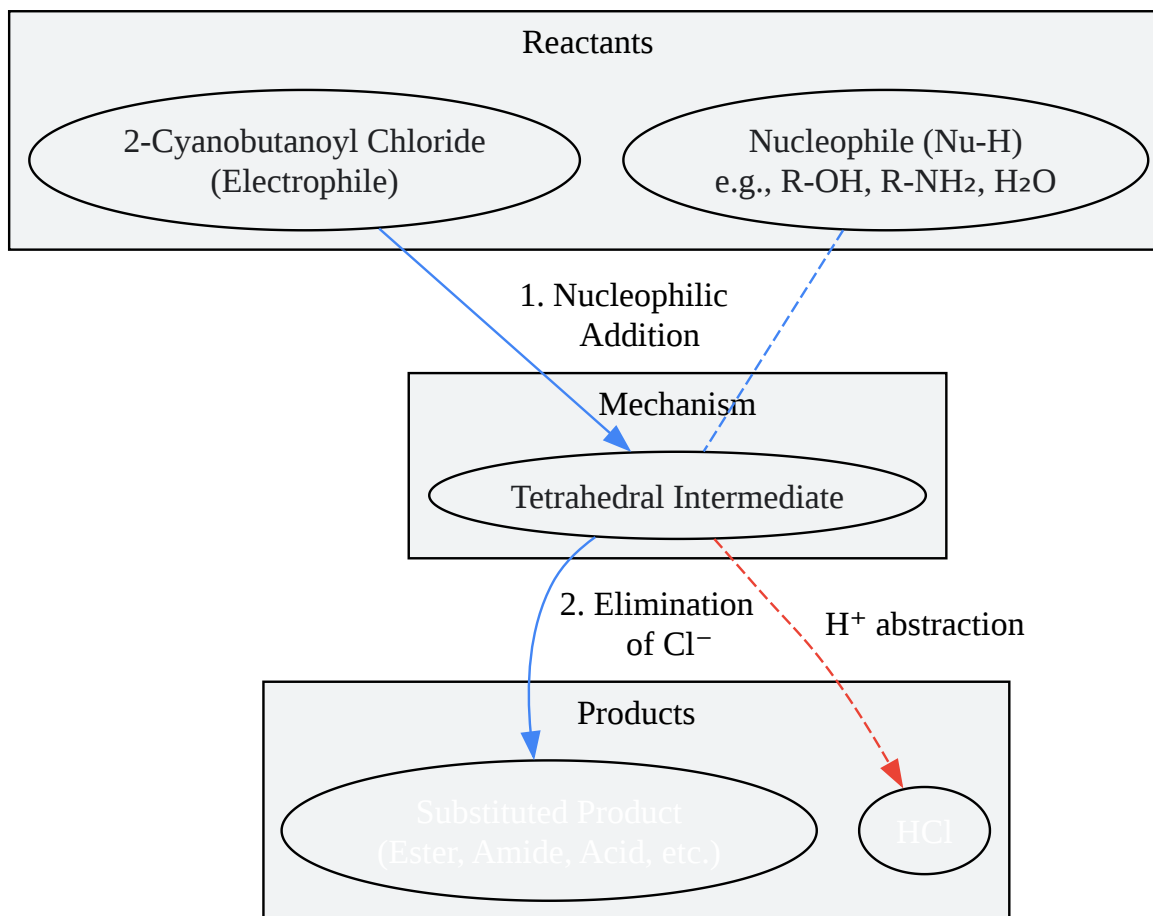 Reactants
2-Cyanobutanoyl Chloride
(Electrophile)
Nucleophile (Nu-H)
e.g., R-OH, R-NH₂, H₂O
1. Nucleophilic
Addition
Mechanism
Tetrahedral Intermediate
2. Elimination
of Cl⁻
H⁺ abstraction
Products
Substituted Product
(Ester, Amide, Acid, etc.)
HCl